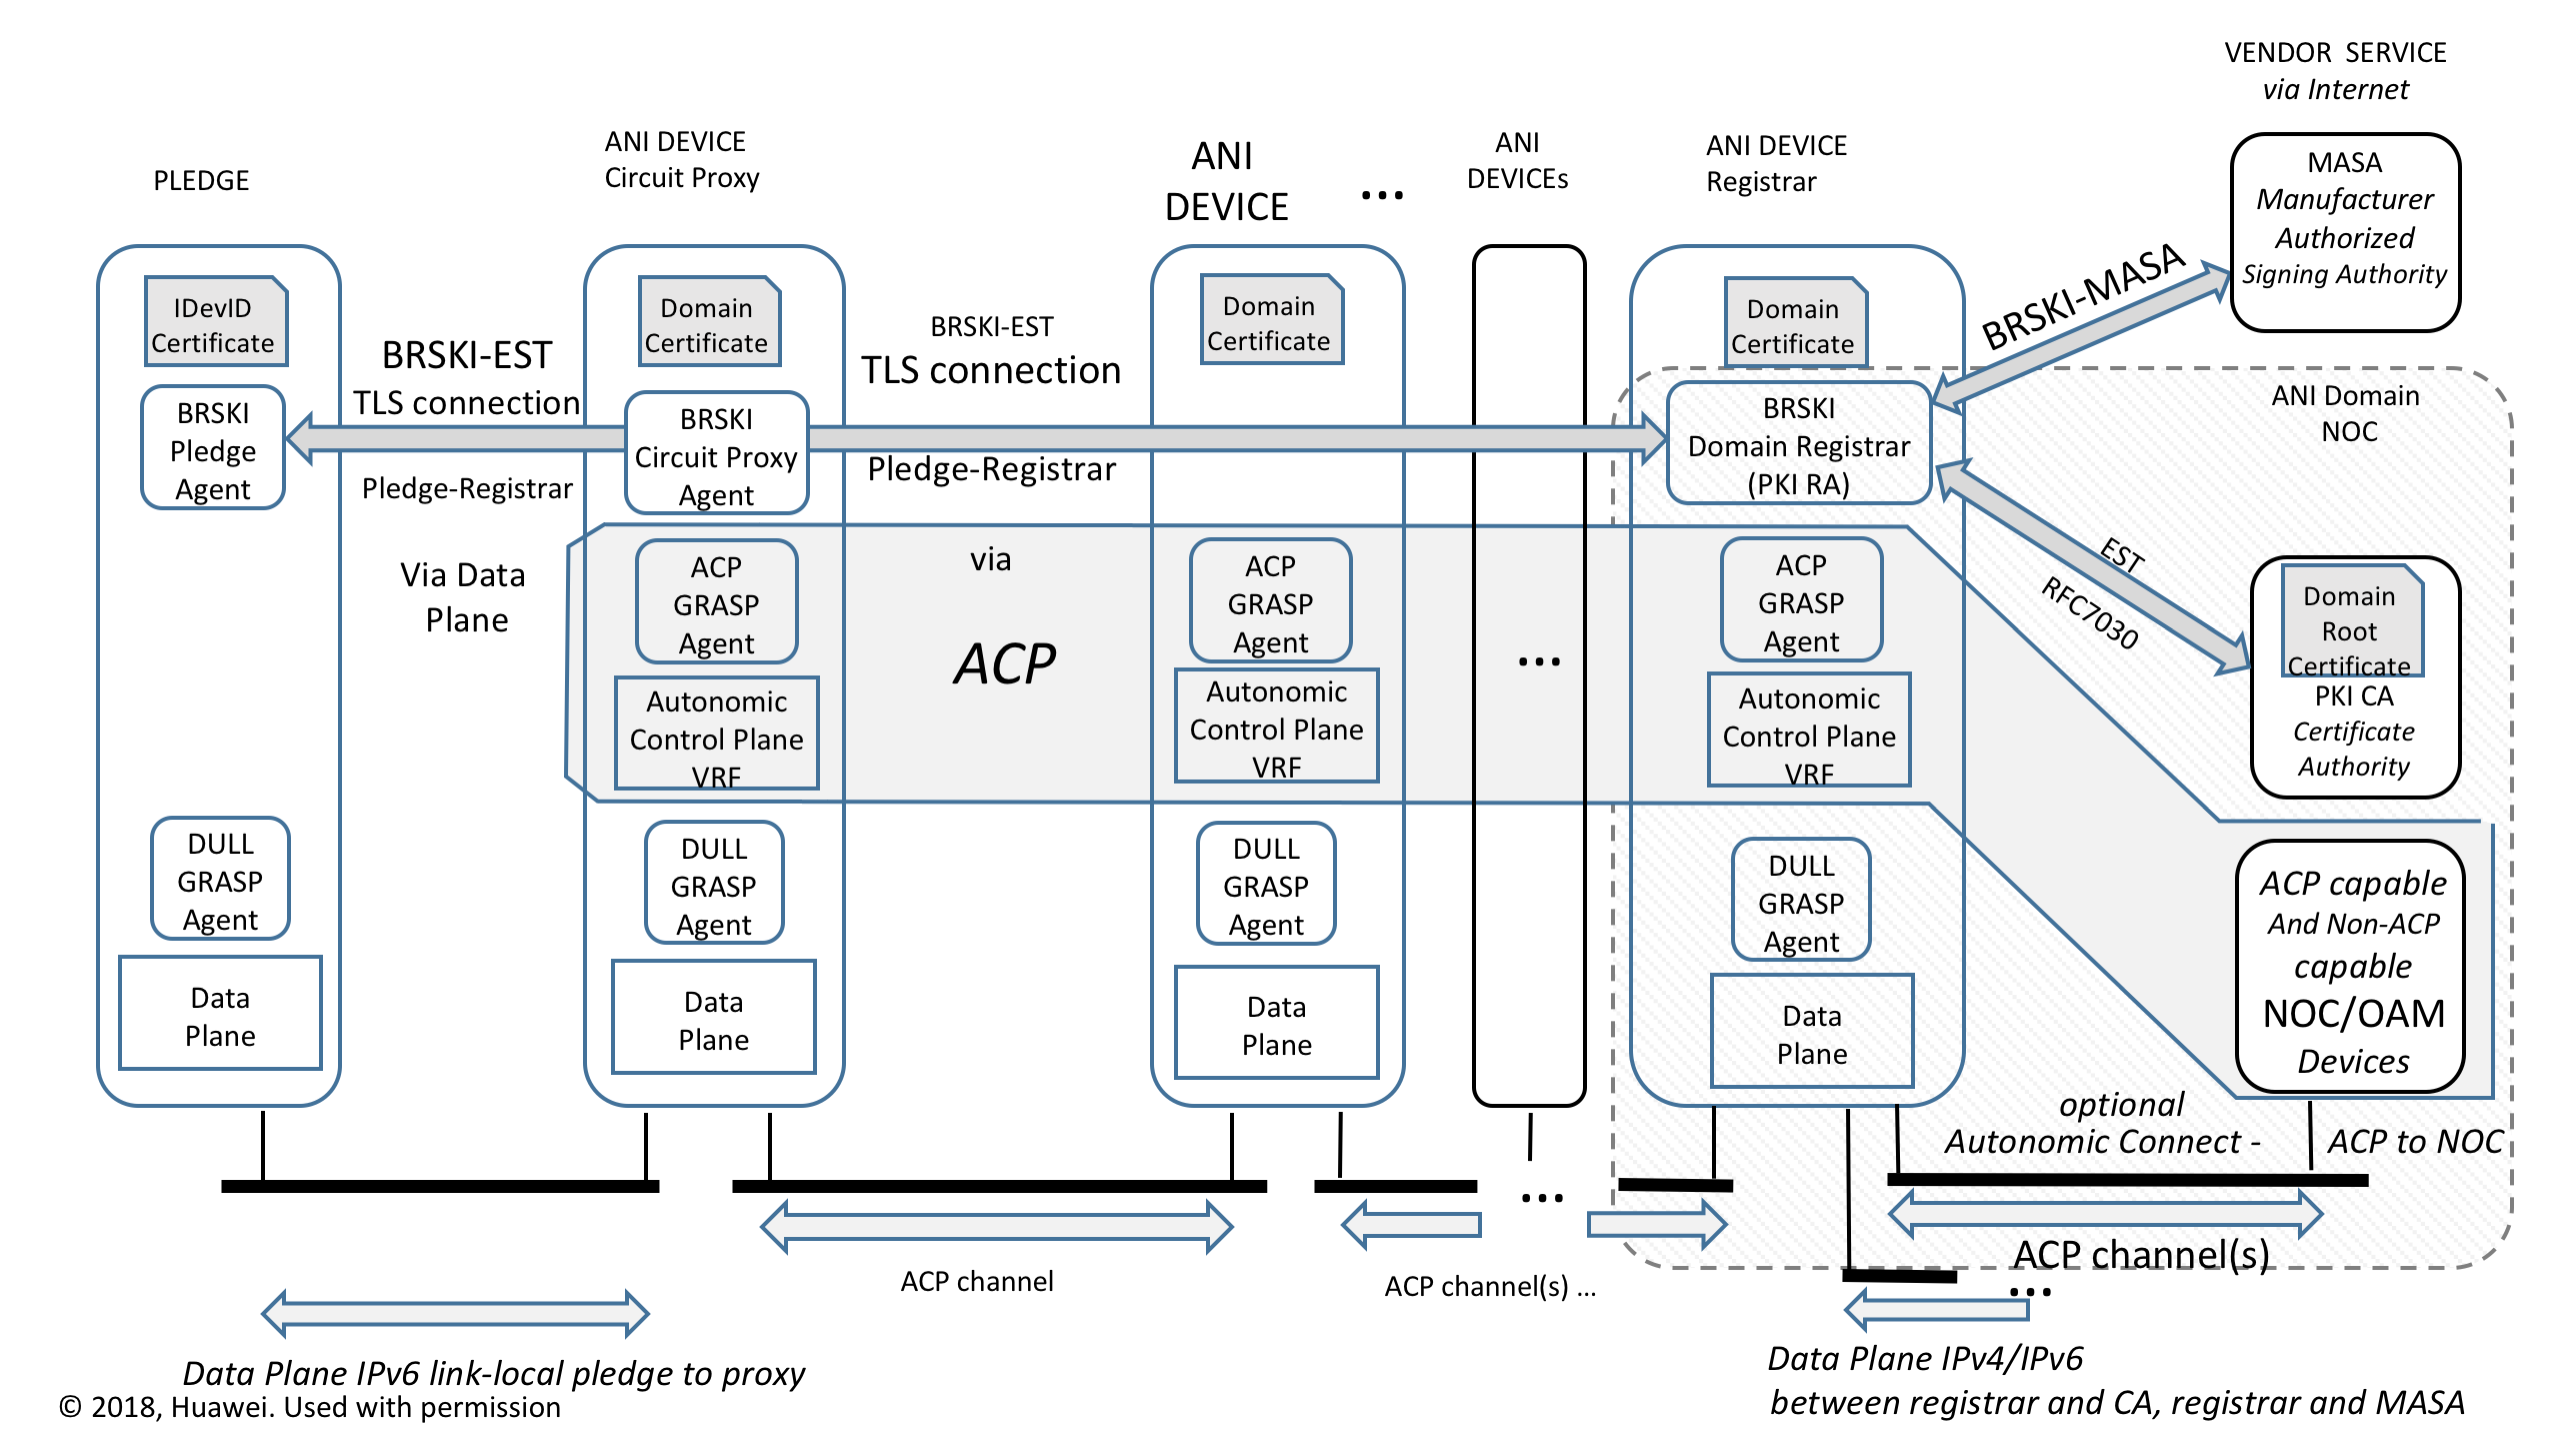 VENDOR  SERVICE
via Internet
PLEDGE
ANI DEVICE
Circuit Proxy
ANI
DEVICE
...
ANI
DEVICEs
ANI DEVICE
Registrar
MASA
Manufacturer
Authorized
Signing Authority
IDevID
Certificate
BRSKI
Pledge
Agent
DULL
GRASP
Agent
Data
Plane
BRSKI-EST
TLS connection
Pledge-Registrar
Via Data
Plane
Domain
Certificate
BRSKI
Circuit Proxy
Agent
ACP
GRASP
Agent
Autonomic
Control Plane
VRF
DULL
GRASP
Agent
Data
Plane
BRSKI-EST
TLS connection
Pledge-Registrar
via
ACP
Domain
Certificate
ACP
GRASP
Agent
Autonomic
Control Plane
VRF
DULL
GRASP
Agent
Data
Plane
...
Domain
Certificate
BRSKI
Domain Registrar
(PKI RA)
ACP
GRASP
Agent
Autonomic
Control Plane
VRF
DULL
GRASP
Agent
Data
Plane
BRSKI-MASA
ANI Domain
NOC
EST
RFC7030
Domain
Root
Certificate
PKI CA
Certificate
Authority
ACP capable
And Non-ACP
capable
NOC/OAM
Devices
optional
Autonomic Connect -
ACP to NOC
...
ACP channel
ACP channel(s) ...
ACP channel(s)
...
Data Plane IPv6 link-local pledge to proxy
Data Plane IPv4/IPv6
between registrar and CA, registrar and MASA
© 2018, Huawei. Used with permission